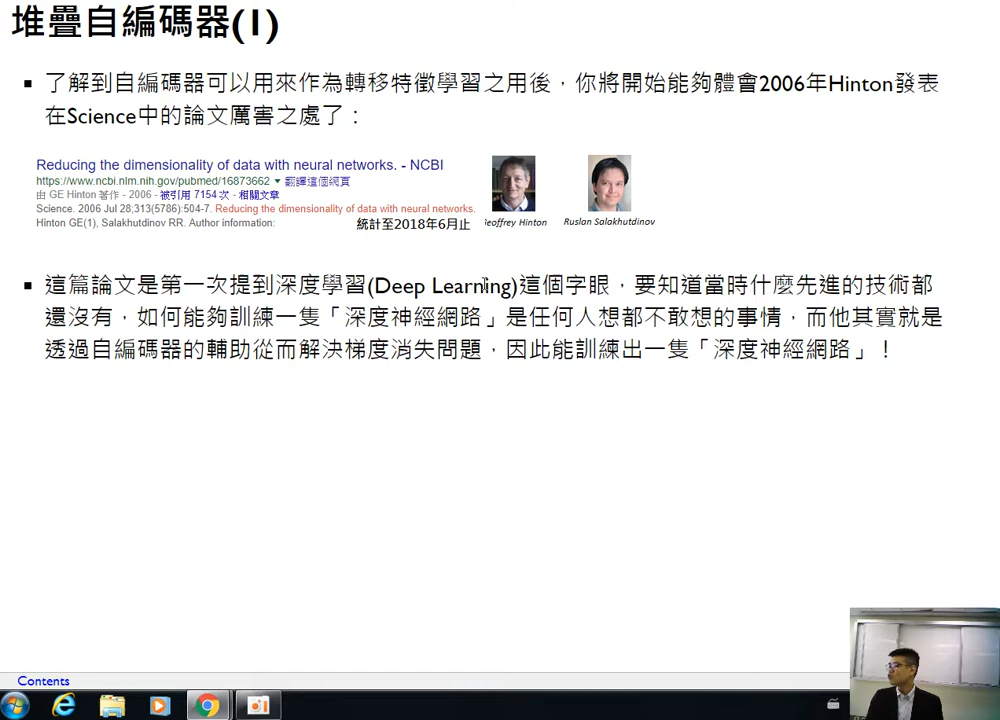 堆疊自編碼器(1)
▪ 了解到自編碼器可以用來作為轉移特徵學習之用後，你將開始能夠體會2006年Hinton發表
在Science中的論文厲害之處了：
Reducing the dimensionality of data with neural networks. - NCBI
https://www.ncbi.nlm.nih.gov/pubmed/16873662 ▼ 翻譯這個網頁
由 GE Hinton 著作 - 2006 - 被引用 7154 次 - 相關文章
Science. 2006 Jul 28;313(5786):504-7. Reducing the dimensionality of data with neural networks.
Hinton GE(1), Salakhutdinov RR. Author information:
統計至2018年6月止
Geoffrey Hinton
Ruslan Salakhutdinov
▪ 這篇論文是第一次提到深度學習(Deep Learning)這個字眼，要知道當時什麼先進的技術都
還沒有，如何能夠訓練一隻「深度神經網路」是任何人想都不敢想的事情，而他其實就是
透過自編碼器的輔助從而解決梯度消失問題，因此能訓練出一隻「深度神經網路」！
Contents